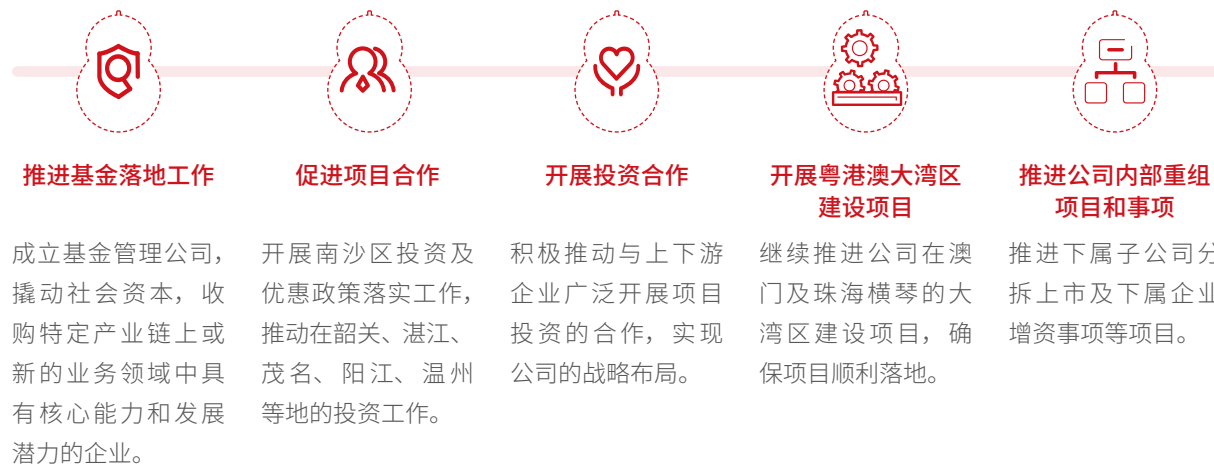 推进基金落地工作
成立基金管理公司，
撬动社会资本，收
购特定产业链上或
新的业务领域中具
有核心能力和发展
潜力的企业。
促进项目合作
开展南沙区投资及
优惠政策落实工作，
推动在韶关、湛江、
茂名、阳江、温州
等地的投资工作。
开展投资合作
积极推动与上下游
企业广泛开展项目
投资的合作，实现
公司的战略布局。
开展粤港澳大湾区
建设项目
继续推进公司在澳
门及珠海横琴的大
湾区建设项目，确
保项目顺利落地。
推进公司内部重组
项目和事项
推进下属子公司分
拆上市及下属企业
增资事项等项目。